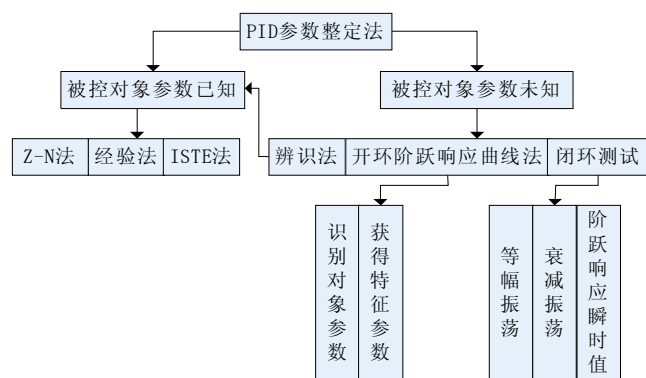 PID参数整定法
被控对象参数已知
被控对象参数未知
Z-N法
经验法
ISTE法
辨识法
开环阶跃响应曲线法
闭环测试
识别对象参数
获得特征参数
等幅振荡
衰减振荡
阶跃响应瞬时值